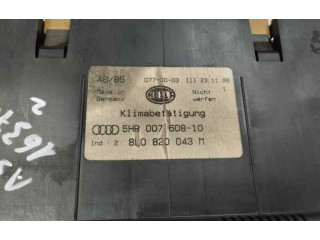 A8/B5 077-00-03 111 23.11.98
Made in Germany
HELLA
Nicht werfen
1
Klimabetätigung
5HB 007 608-10
Ind - 2 8L0 820 043 M